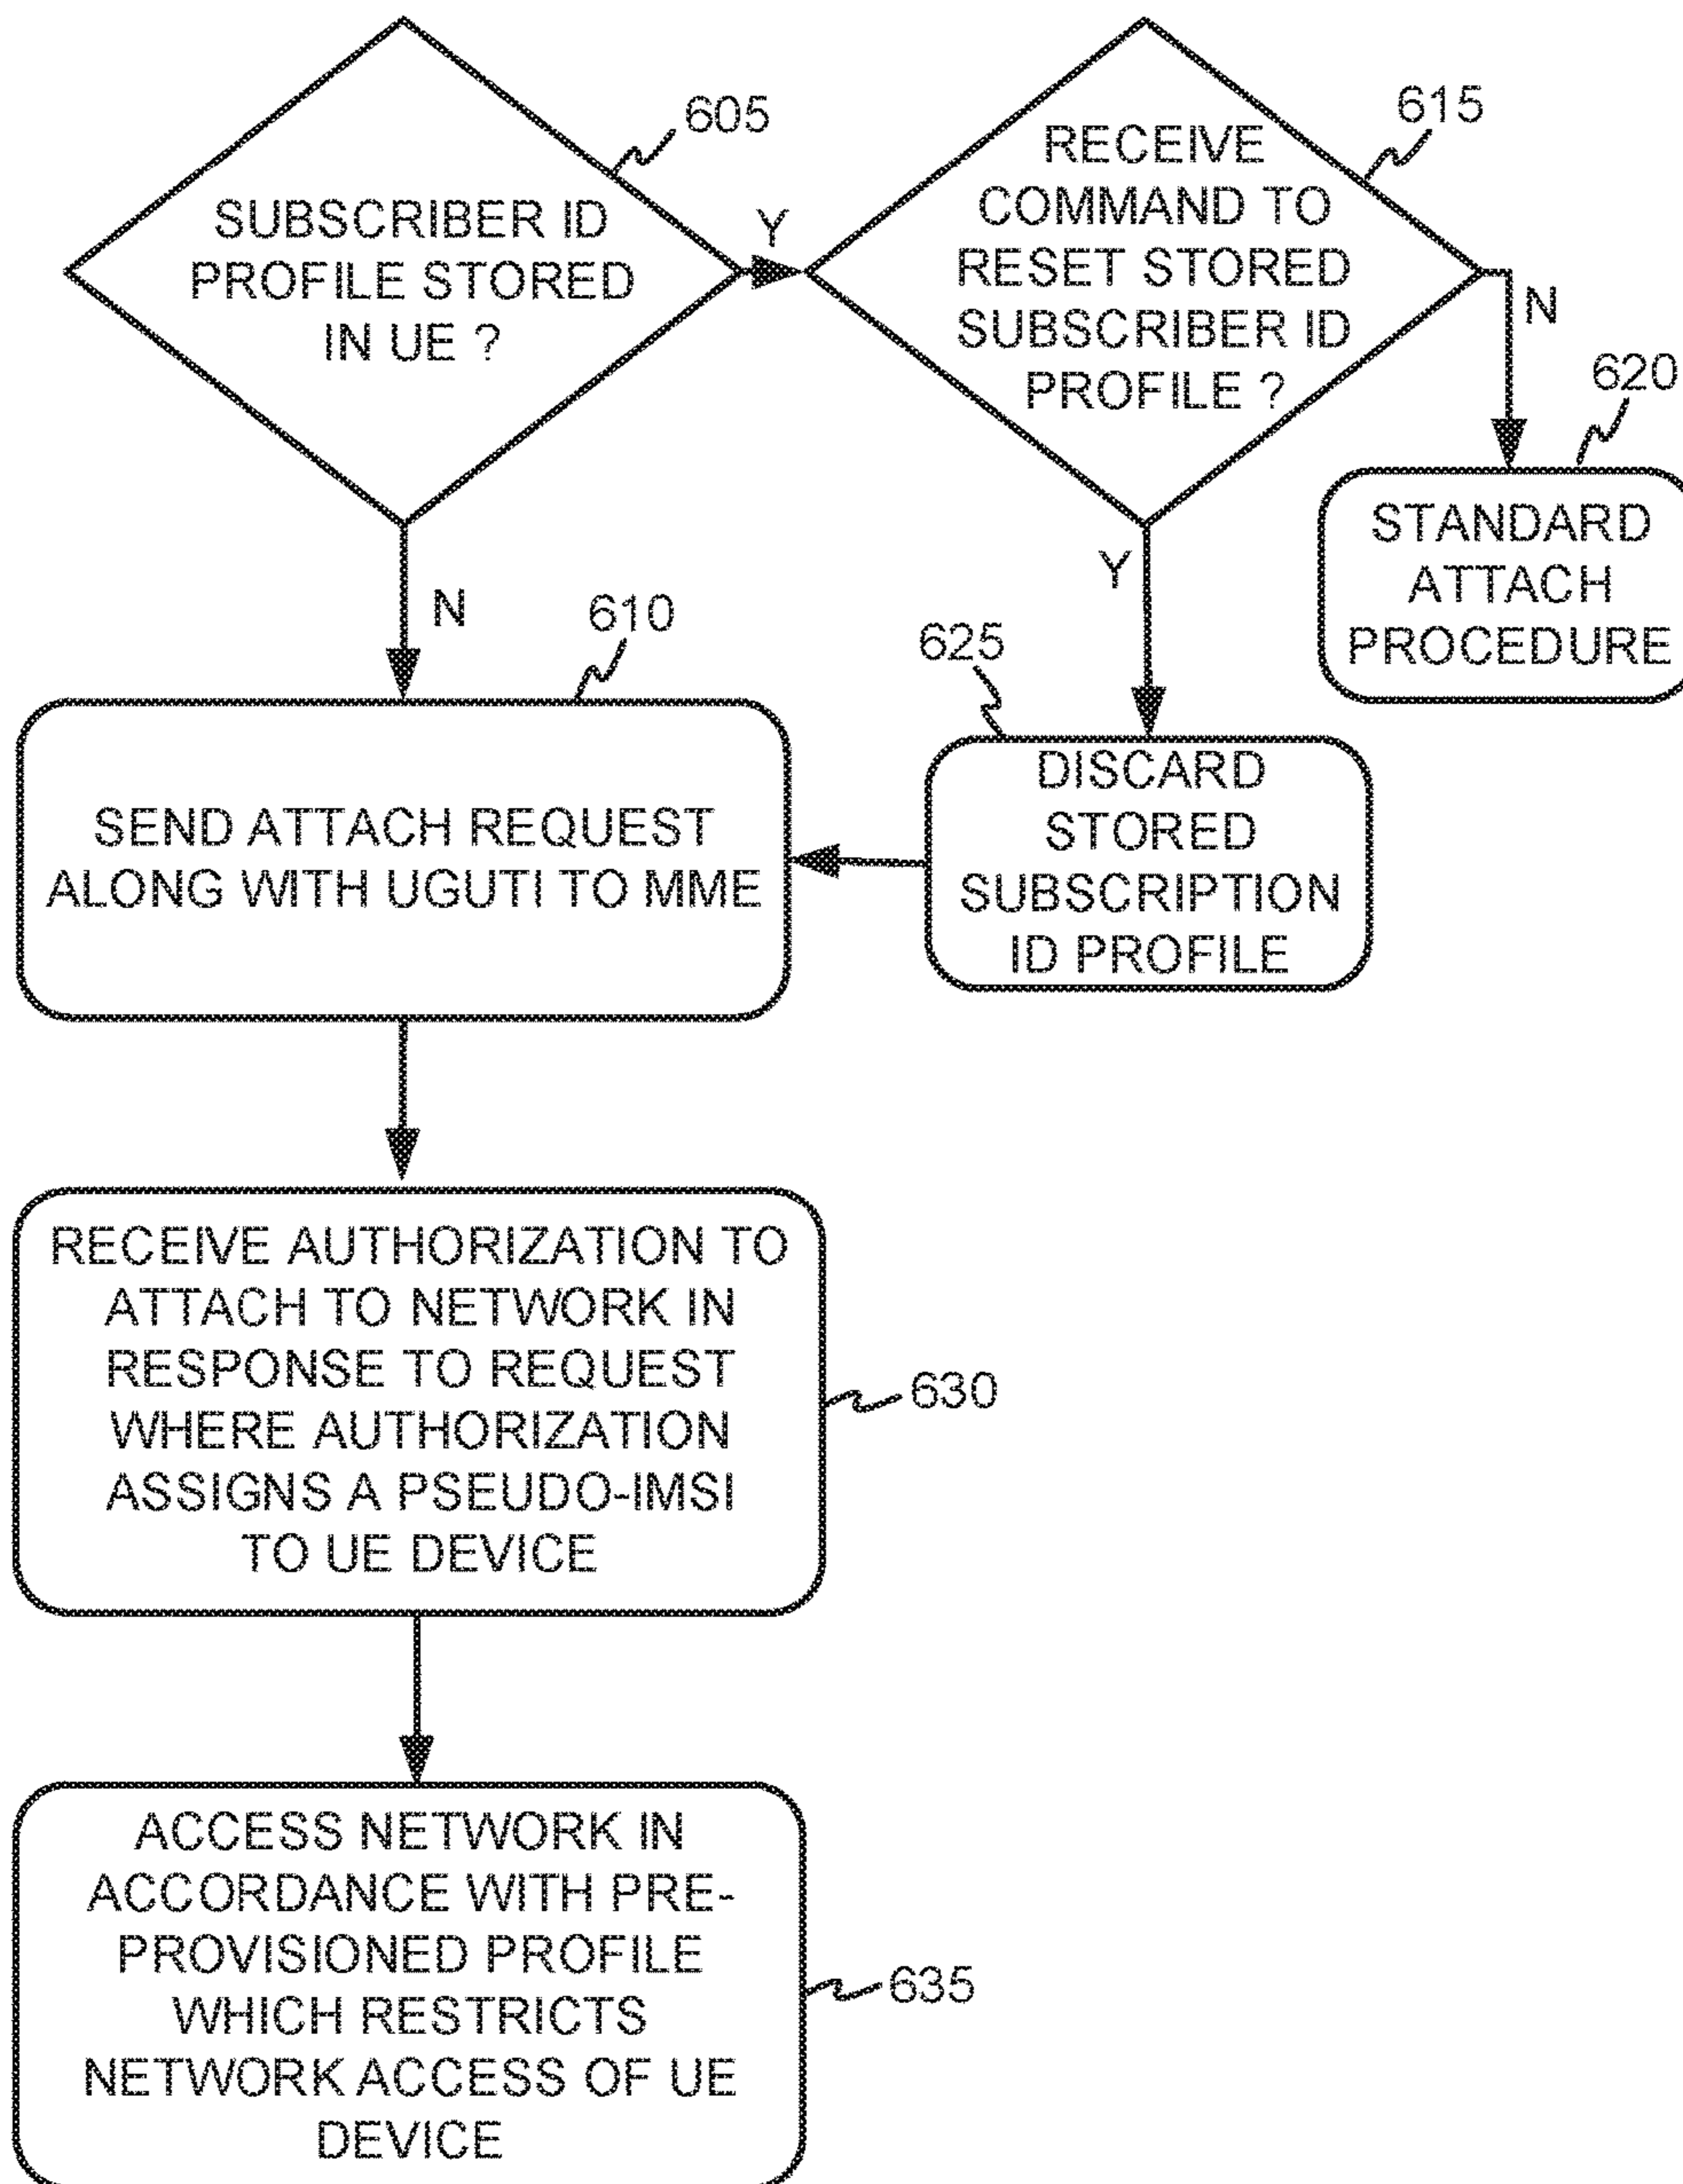 605
SUBSCRIBER ID
PROFILE STORED
IN UE ?
Y
N
615
RECEIVE
COMMAND TO
RESET STORED
SUBSCRIBER ID
PROFILE ?
N
Y
620
STANDARD
ATTACH
PROCEDURE
610
SEND ATTACH REQUEST
ALONG WITH UGUTI TO MME
625
DISCARD
STORED
SUBSCRIPTION
ID PROFILE
RECEIVE AUTHORIZATION TO
ATTACH TO NETWORK IN
RESPONSE TO REQUEST
WHERE AUTHORIZATION
ASSIGNS A PSEUDO-IMSI
TO UE DEVICE
630
ACCESS NETWORK IN
ACCORDANCE WITH PRE-
PROVISIONED PROFILE
WHICH RESTRICTS
NETWORK ACCESS OF UE
DEVICE
635